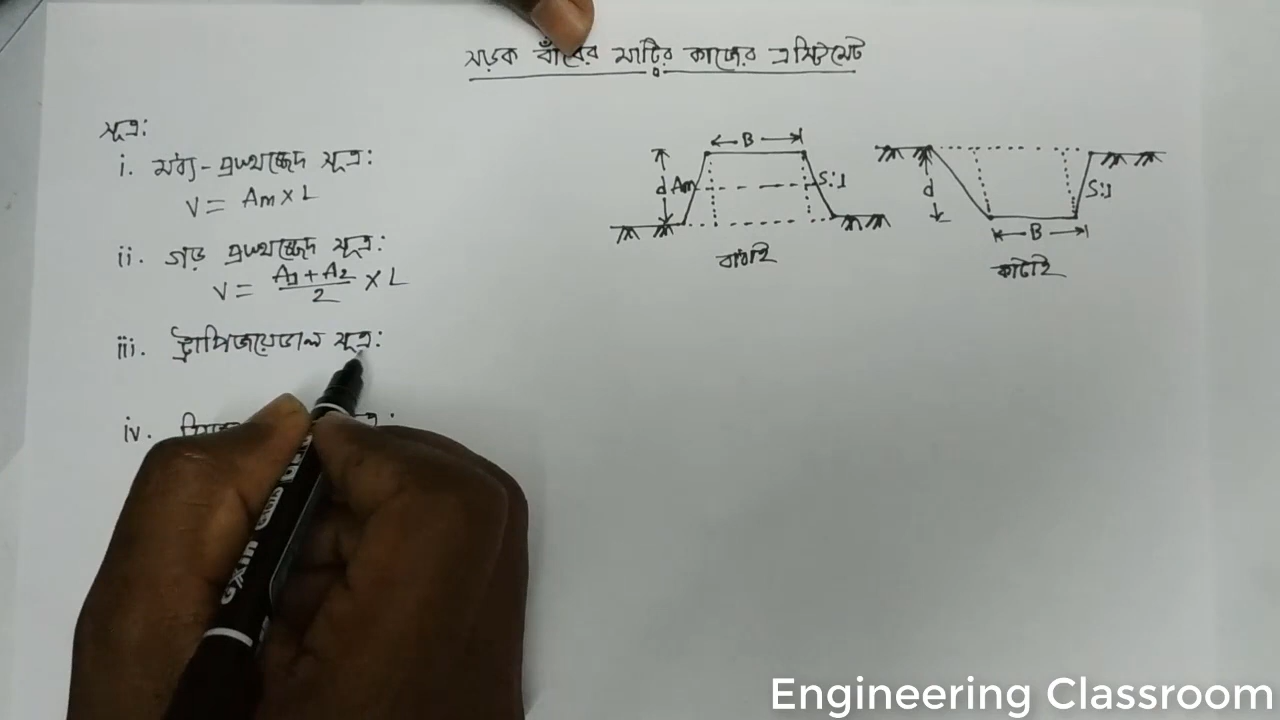 সড়ক বাঁধের মাটির কাজের এস্টিমেট
সূত্র:
i. মধ্য-প্রস্থচ্ছেদ সূত্র:
V = Am × L
ii. গড় প্রস্থচ্ছেদ সূত্র:
V = (A1 + A2)/2 × L
iii. ট্রাপিজয়েডাল সূত্র:
iv.
B
d Am S:1
d
S:1
B
কাটাই
GXIN
Engineering Classroom